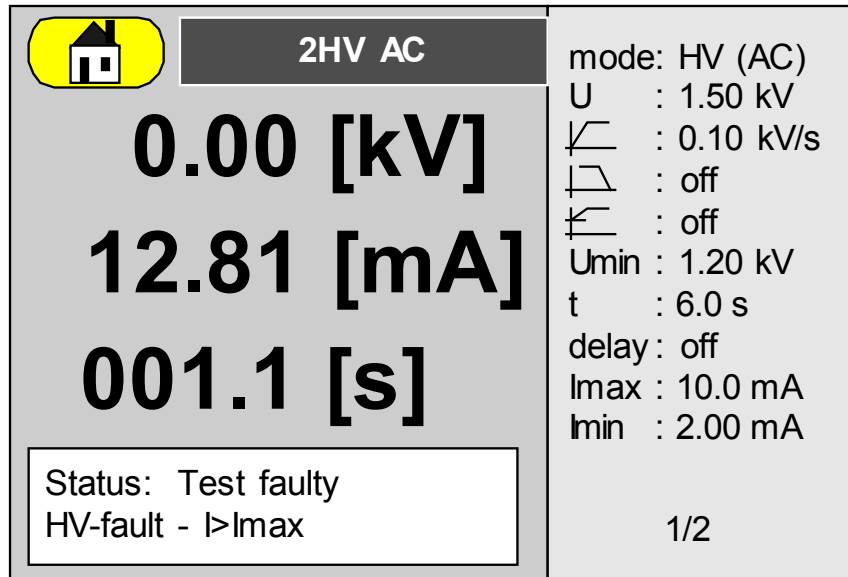 2HV AC
0.00 [kV]
12.81 [mA]
001.1 [s]
Status: Test faulty
HV-fault - I>Imax
mode: HV (AC)
U : 1.50 kV
: 0.10 kV/s
: off
: off
Umin : 1.20 kV
t : 6.0 s
delay : off
Imax : 10.0 mA
Imin : 2.00 mA
1/2